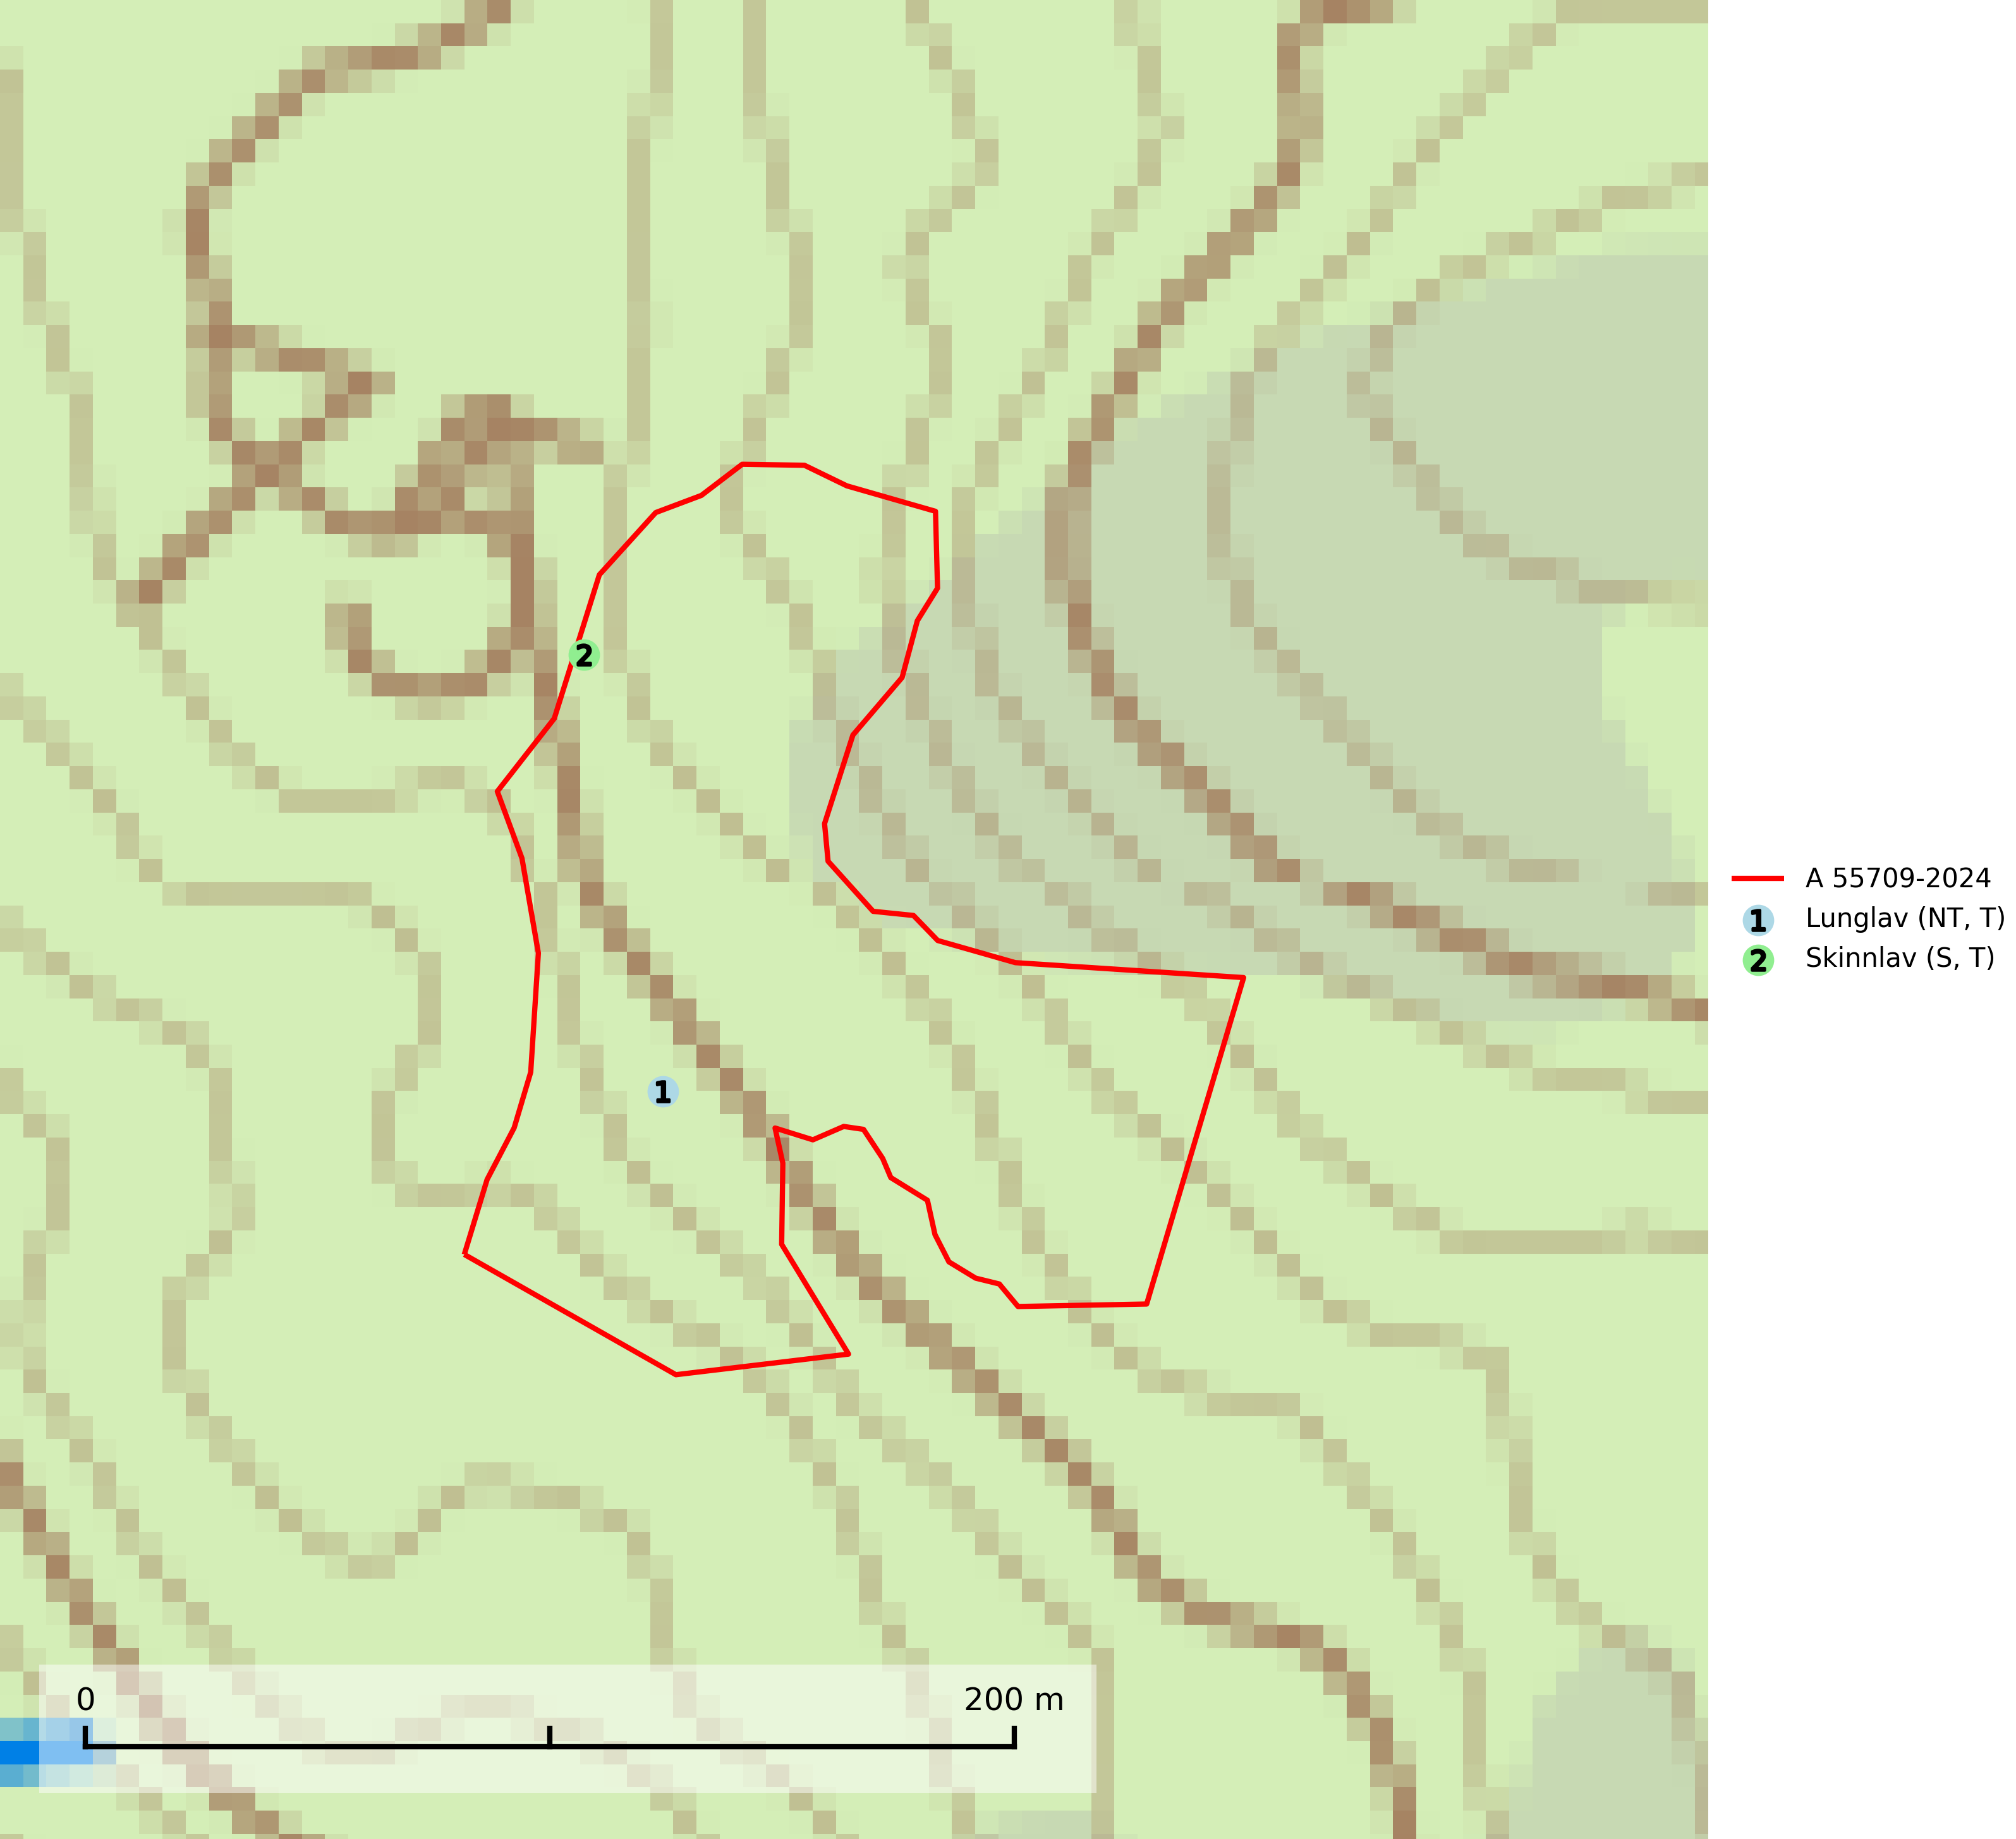 2
1
A 55709-2024
1 Lunglav (NT, T)
2 Skinnlav (S, T)
0 200 m